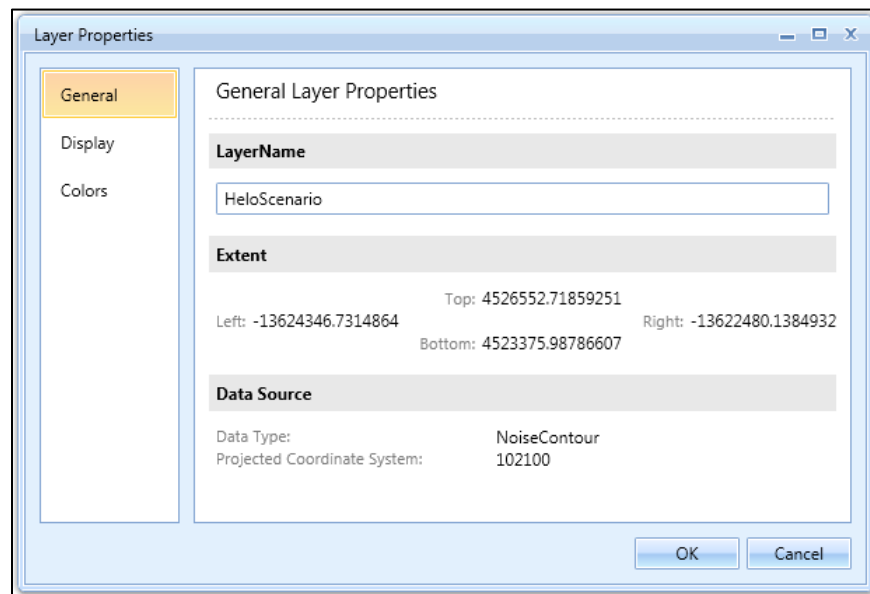 Layer Properties
General
Display
Colors
General Layer Properties
LayerName
HeloScenario
Extent
Top: 4526552.71859251
Left: -13624346.7314864
Right: -13622480.1384932
Bottom: 4523375.98786607
Data Source
Data Type: NoiseContour
Projected Coordinate System: 102100
OK
Cancel